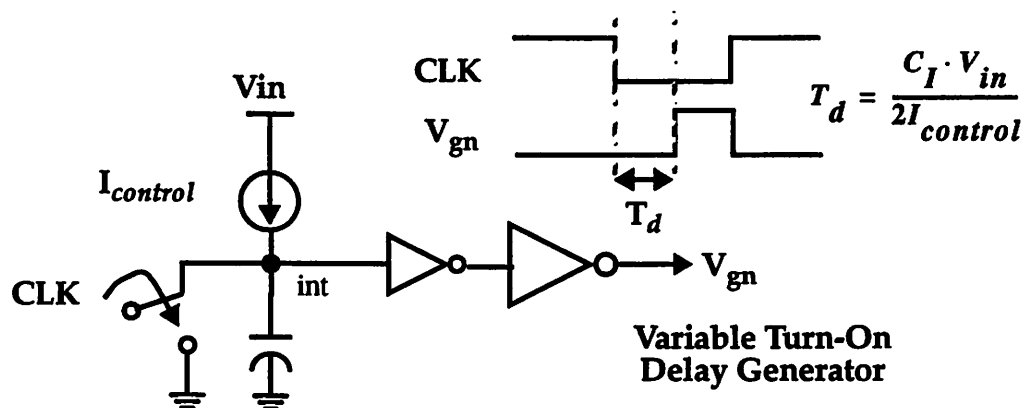 CLK
V_gn
T_d
T_d = C_I · V_in / 2I_control
Vin
I_control
CLK
int
V_gn
Variable Turn-On
Delay Generator